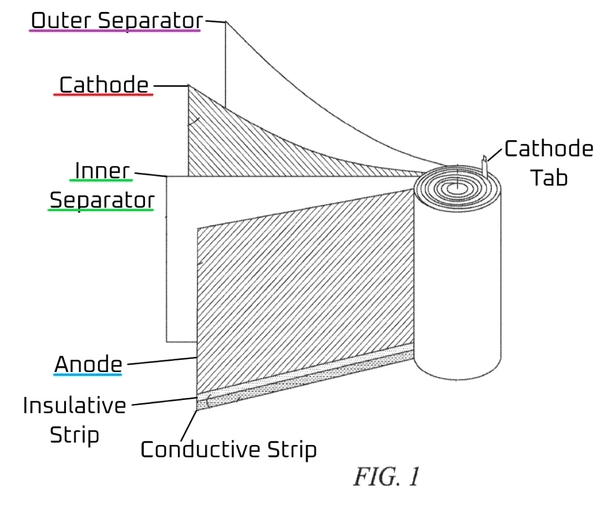 Outer Separator
Cathode
Inner
Separator
Cathode
Tab
Anode
Insulative
Strip
Conductive Strip
FIG. 1